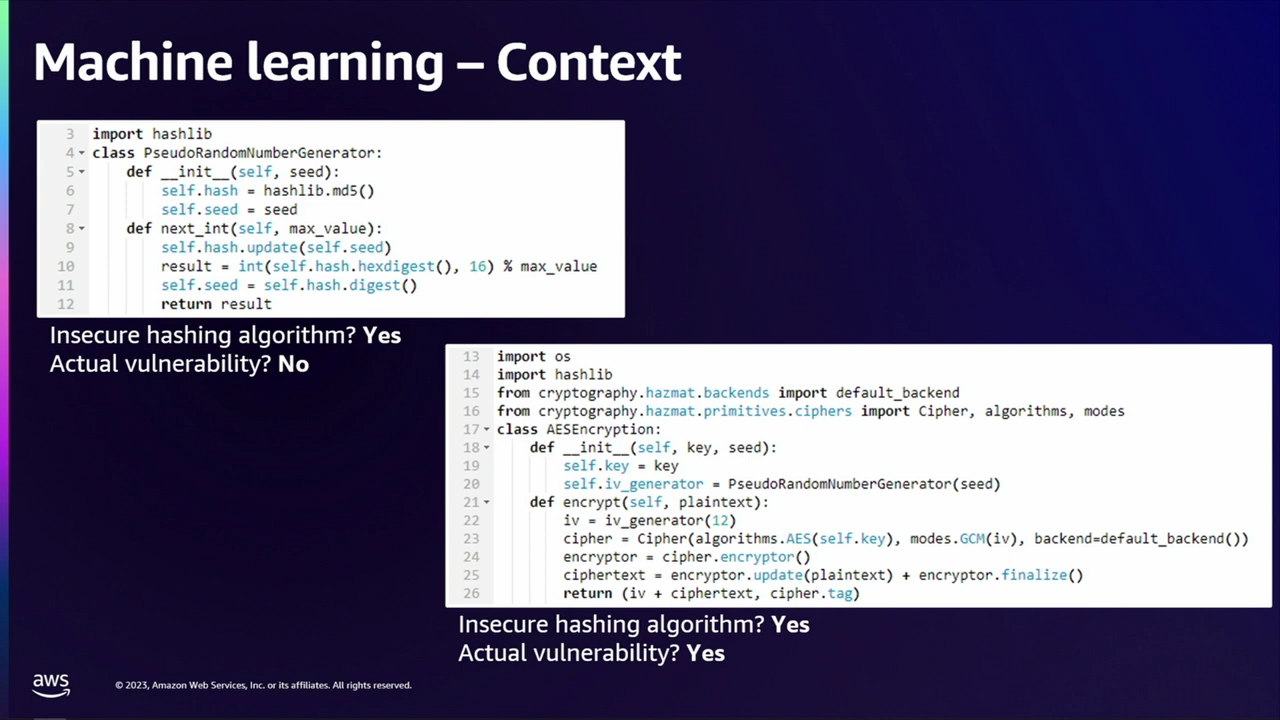 Machine learning – Context
3 import hashlib
4 class PseudoRandomNumberGenerator:
5 def __init__(self, seed):
6 self.hash = hashlib.md5()
7 self.seed = seed
8 def next_int(self, max_value):
9 self.hash.update(self.seed)
10 result = int(self.hash.hexdigest(), 16) % max_value
11 self.seed = self.hash.digest()
12 return result
Insecure hashing algorithm? Yes
Actual vulnerability? No
13 import os
14 import hashlib
15 from cryptography.hazmat.backends import default_backend
16 from cryptography.hazmat.primitives.ciphers import Cipher, algorithms, modes
17 class AESEncryption:
18 def __init__(self, key, seed):
19 self.key = key
20 self.iv_generator = PseudoRandomNumberGenerator(seed)
21 def encrypt(self, plaintext):
22 iv = iv_generator(12)
23 cipher = Cipher(algorithms.AES(self.key), modes.GCM(iv), backend=default_backend())
24 encryptor = cipher.encryptor()
25 ciphertext = encryptor.update(plaintext) + encryptor.finalize()
26 return (iv + ciphertext, cipher.tag)
Insecure hashing algorithm? Yes
Actual vulnerability? Yes
aws
© 2023, Amazon Web Services, Inc. or its affiliates. All rights reserved.